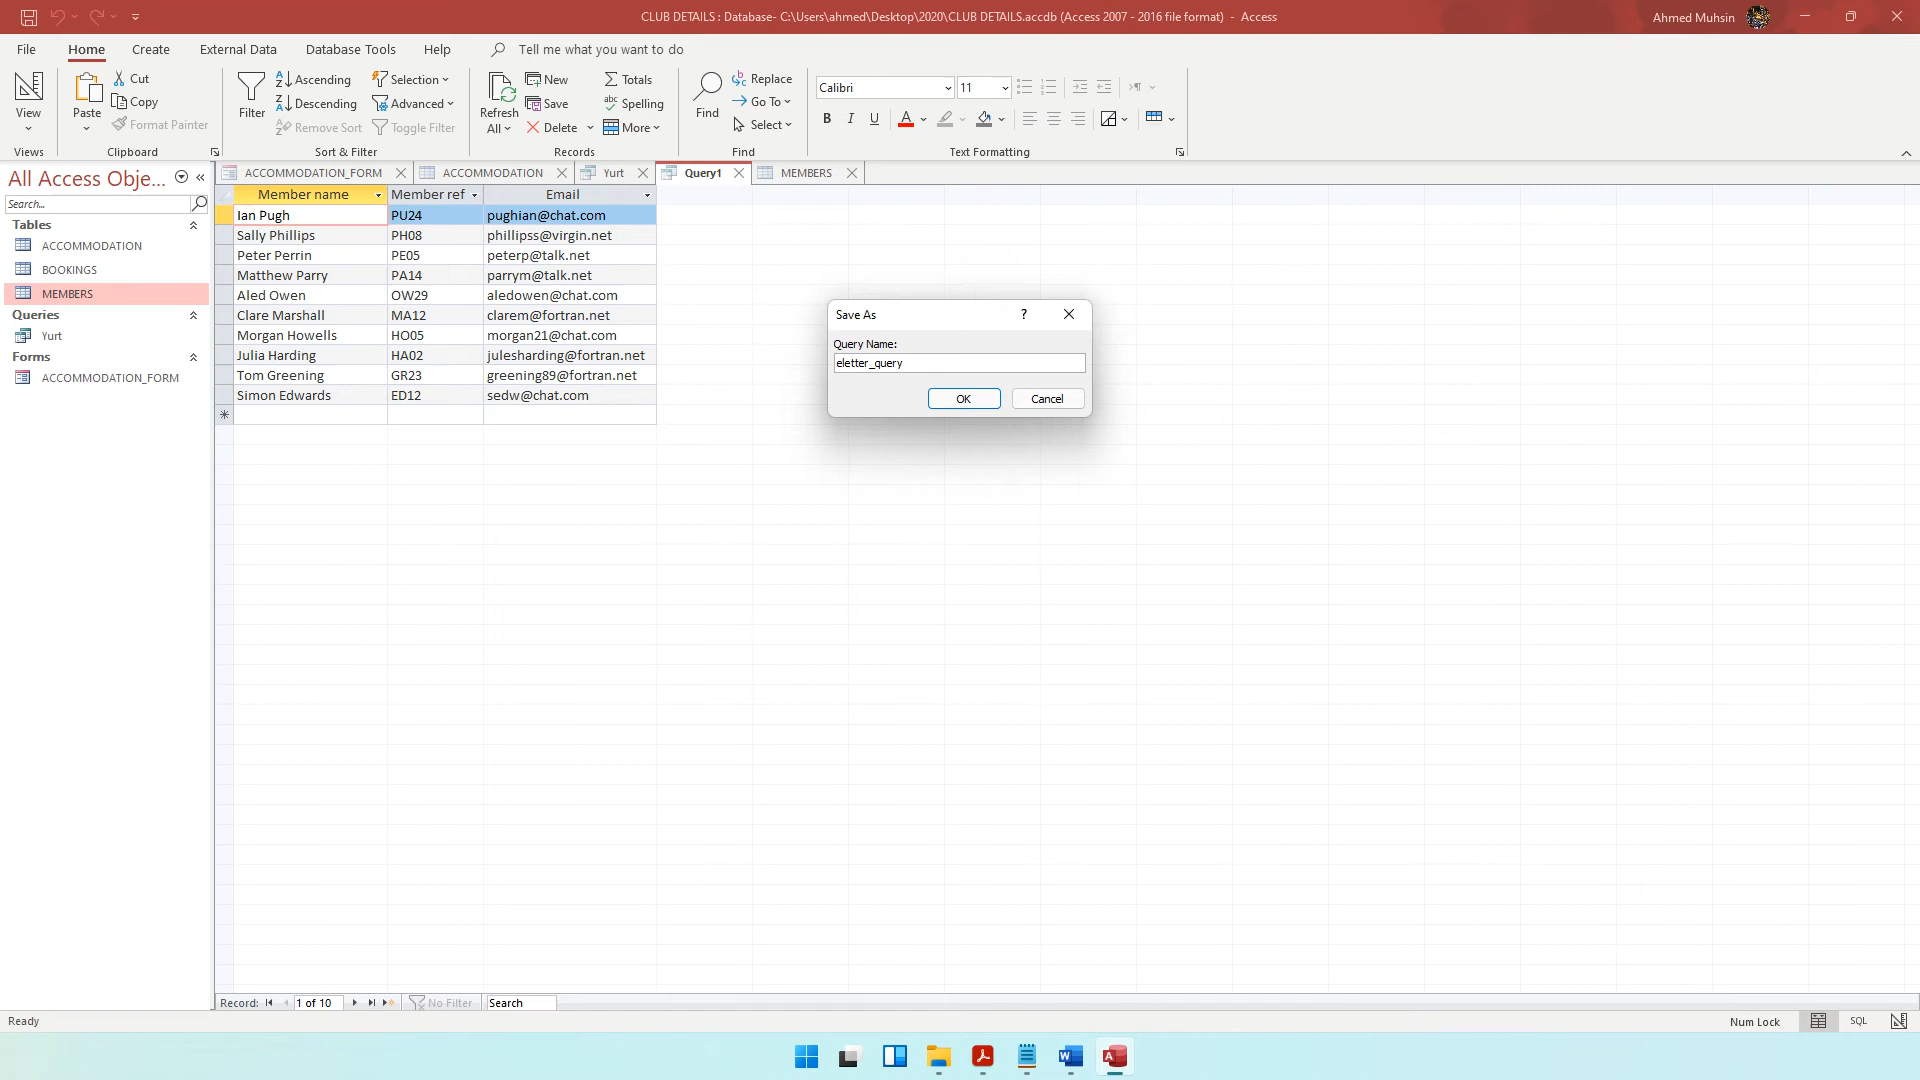 CLUB DETAILS : Database- C:\Users\ahmed\Desktop\2020\CLUB DETAILS.accdb (Access 2007 - 2016 file format) - Access
Ahmed Muhsin
File Home Create External Data Database Tools Help Tell me what you want to do
View
Views
Paste
Cut
Copy
Format Painter
Clipboard
Filter
Ascending
Descending
Remove Sort
Selection
Advanced
Toggle Filter
Sort & Filter
Refresh
All
New
Save
Delete
Totals
Spelling
More
Records
Find
Replace
Go To
Select
Find
Calibri 11
B I U
Text Formatting
All Access Obje...
Search...
Tables
ACCOMMODATION
BOOKINGS
MEMBERS
Queries
Yurt
Forms
ACCOMMODATION_FORM
ACCOMMODATION_FORM ACCOMMODATION Yurt Query1 MEMBERS
Member name Member ref Email
Ian Pugh PU24 pughian@chat.com
Sally Phillips PH08 phillipss@virgin.net
Peter Perrin PE05 peterp@talk.net
Matthew Parry PA14 parrym@talk.net
Aled Owen OW29 aledowen@chat.com
Clare Marshall MA12 clarem@fortran.net
Morgan Howells HO05 morgan21@chat.com
Julia Harding HA02 julesharding@fortran.net
Tom Greening GR23 greening89@fortran.net
Simon Edwards ED12 sedw@chat.com
Save As
Query Name:
eletter_query
OK Cancel
Record: 1 of 10 No Filter Search
Ready
Num Lock
SQL